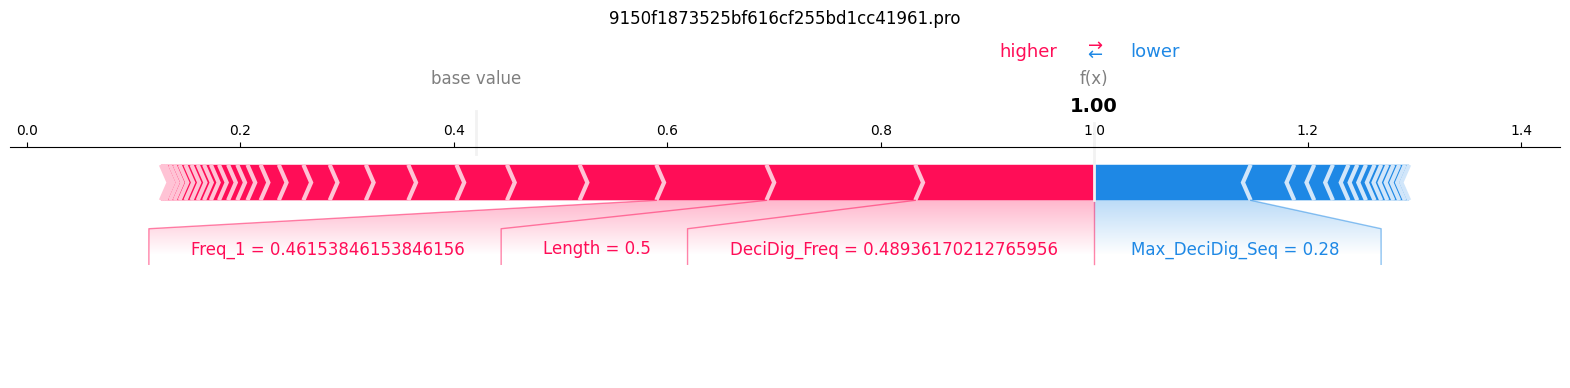 9150f1873525bf616cf255bd1cc41961.pro
higher ⇄ lower
base value f(x)
1.00
0.0 0.2 0.4 0.6 0.8 1.0 1.2 1.4
Freq_1 = 0.46153846153846156 Length = 0.5 DeciDig_Freq = 0.48936170212765956 Max_DeciDig_Seq = 0.28